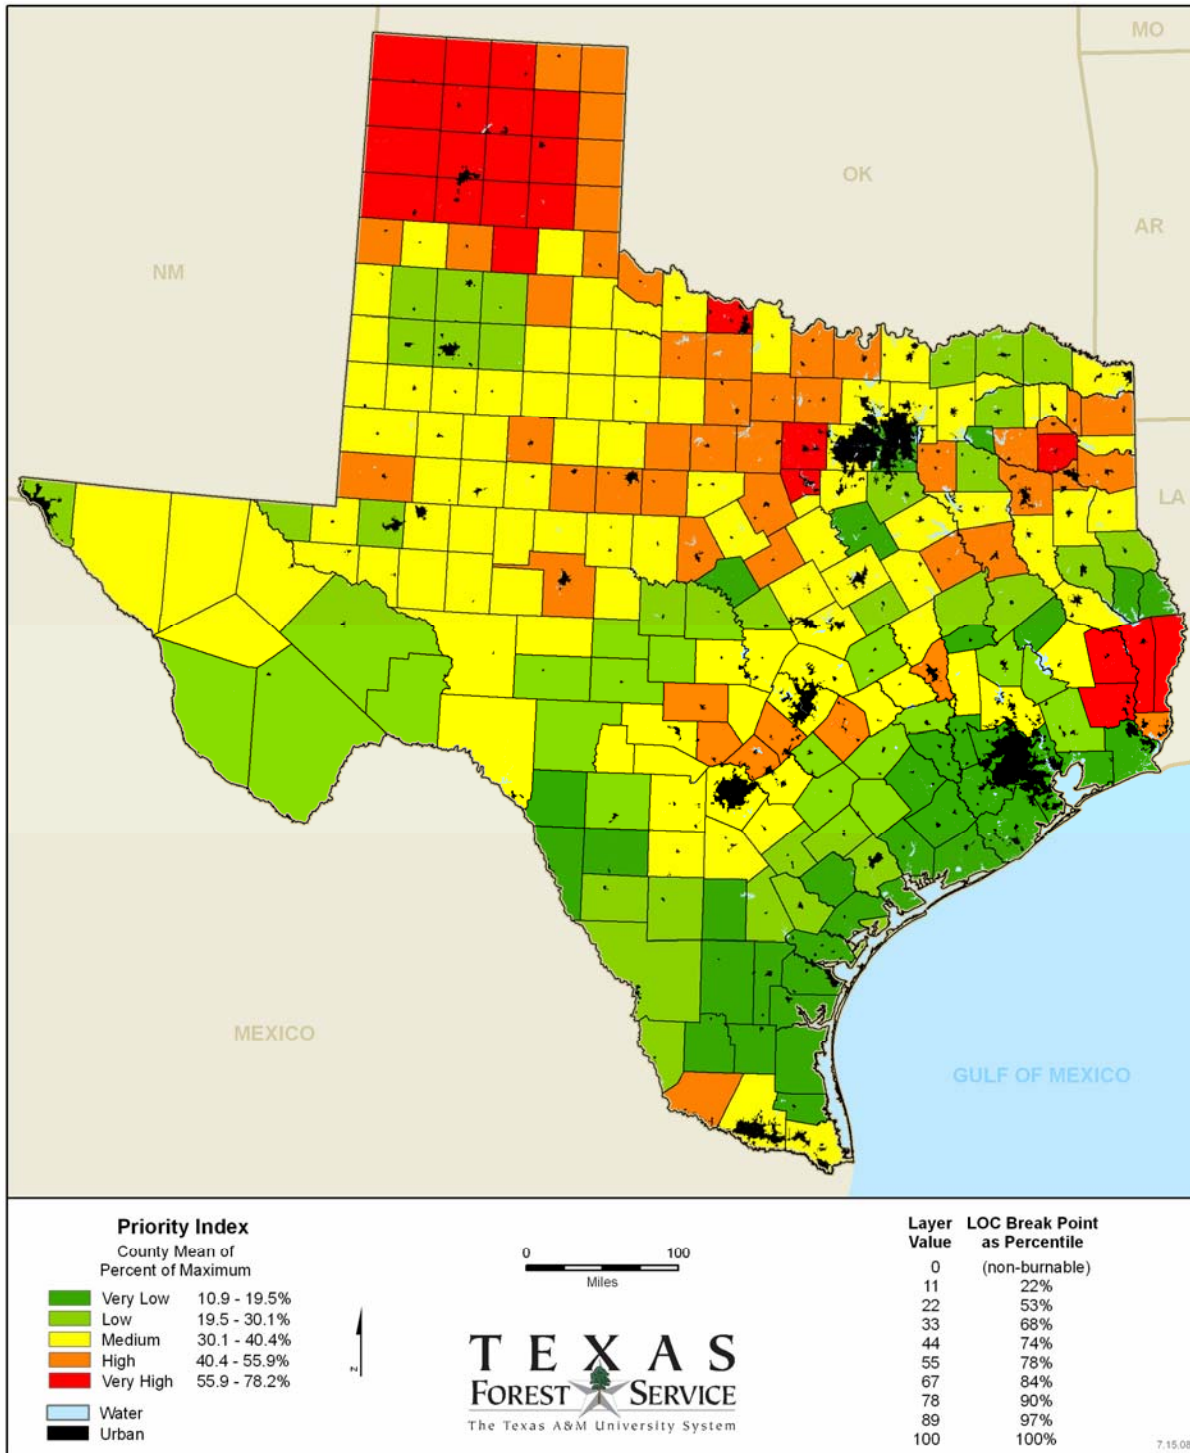 MO
OK
AR
NM
LA
MEXICO
GULF OF MEXICO
Priority Index
County Mean of
Percent of Maximum
Very Low 10.9 - 19.5%
Low 19.5 - 30.1%
Medium 30.1 - 40.4%
High 40.4 - 55.9%
Very High 55.9 - 78.2%
Water
Urban
N
0 100
Miles
TEXAS
FOREST SERVICE
The Texas A&M University System
Layer Value LOC Break Point as Percentile
0 (non-burnable)
11 22%
22 53%
33 68%
44 74%
55 78%
67 84%
78 90%
89 97%
100 100%
7.15.08